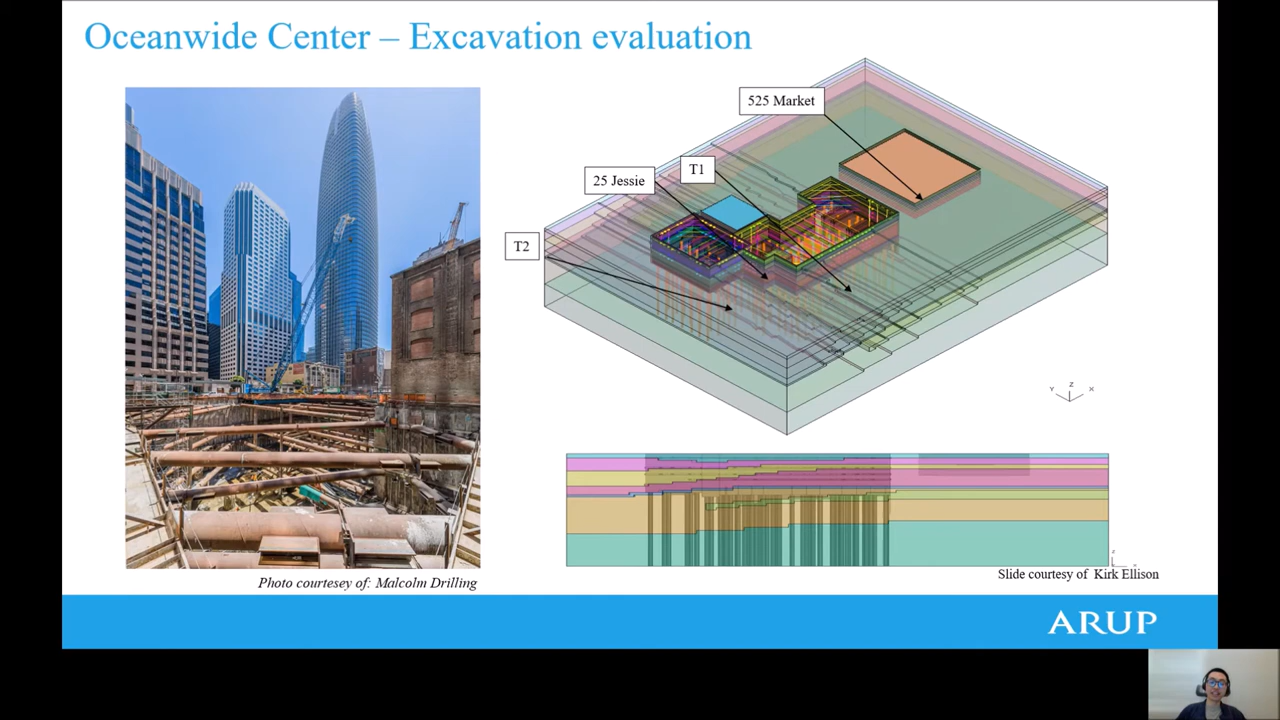 Oceanwide Center – Excavation evaluation
525 Market
T1
25 Jessie
T2
Y
Z
X
z
Photo courtesey of: Malcolm Drilling
Slide courtesy of Kirk Ellison
ARUP